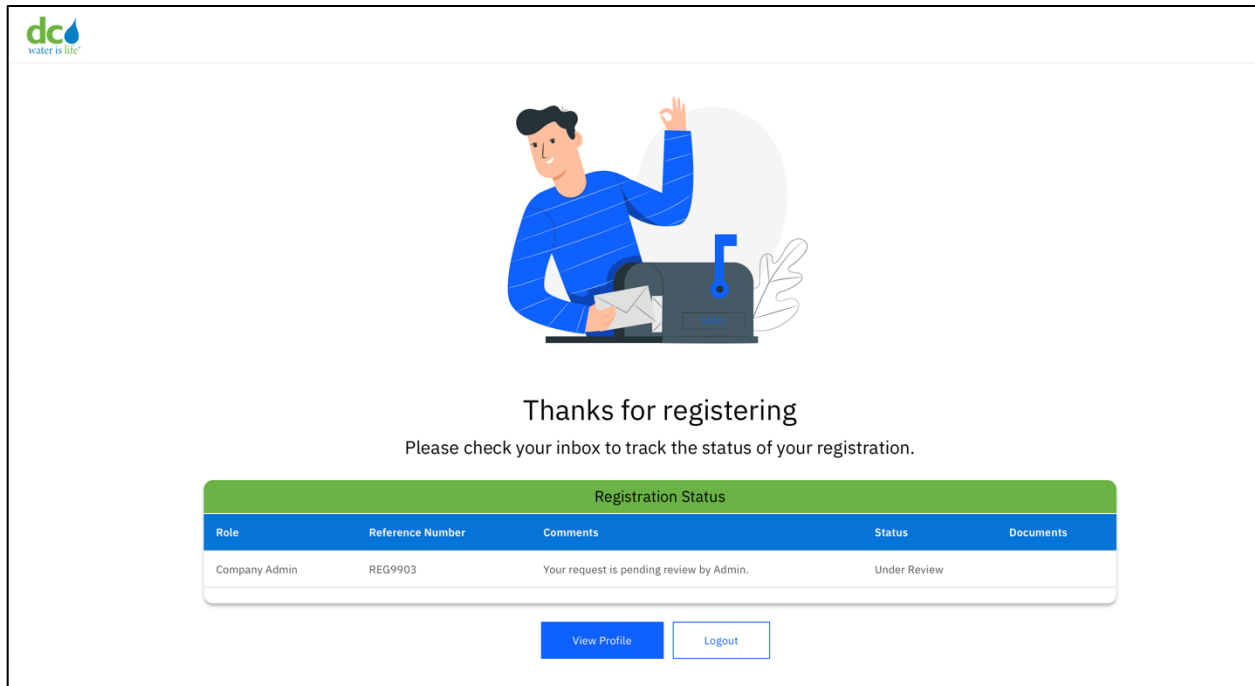 dc
water is life®
Thanks for registering
Please check your inbox to track the status of your registration.
Registration Status
Role Reference Number Comments Status Documents
Company Admin REG9903 Your request is pending review by Admin. Under Review
View Profile Logout